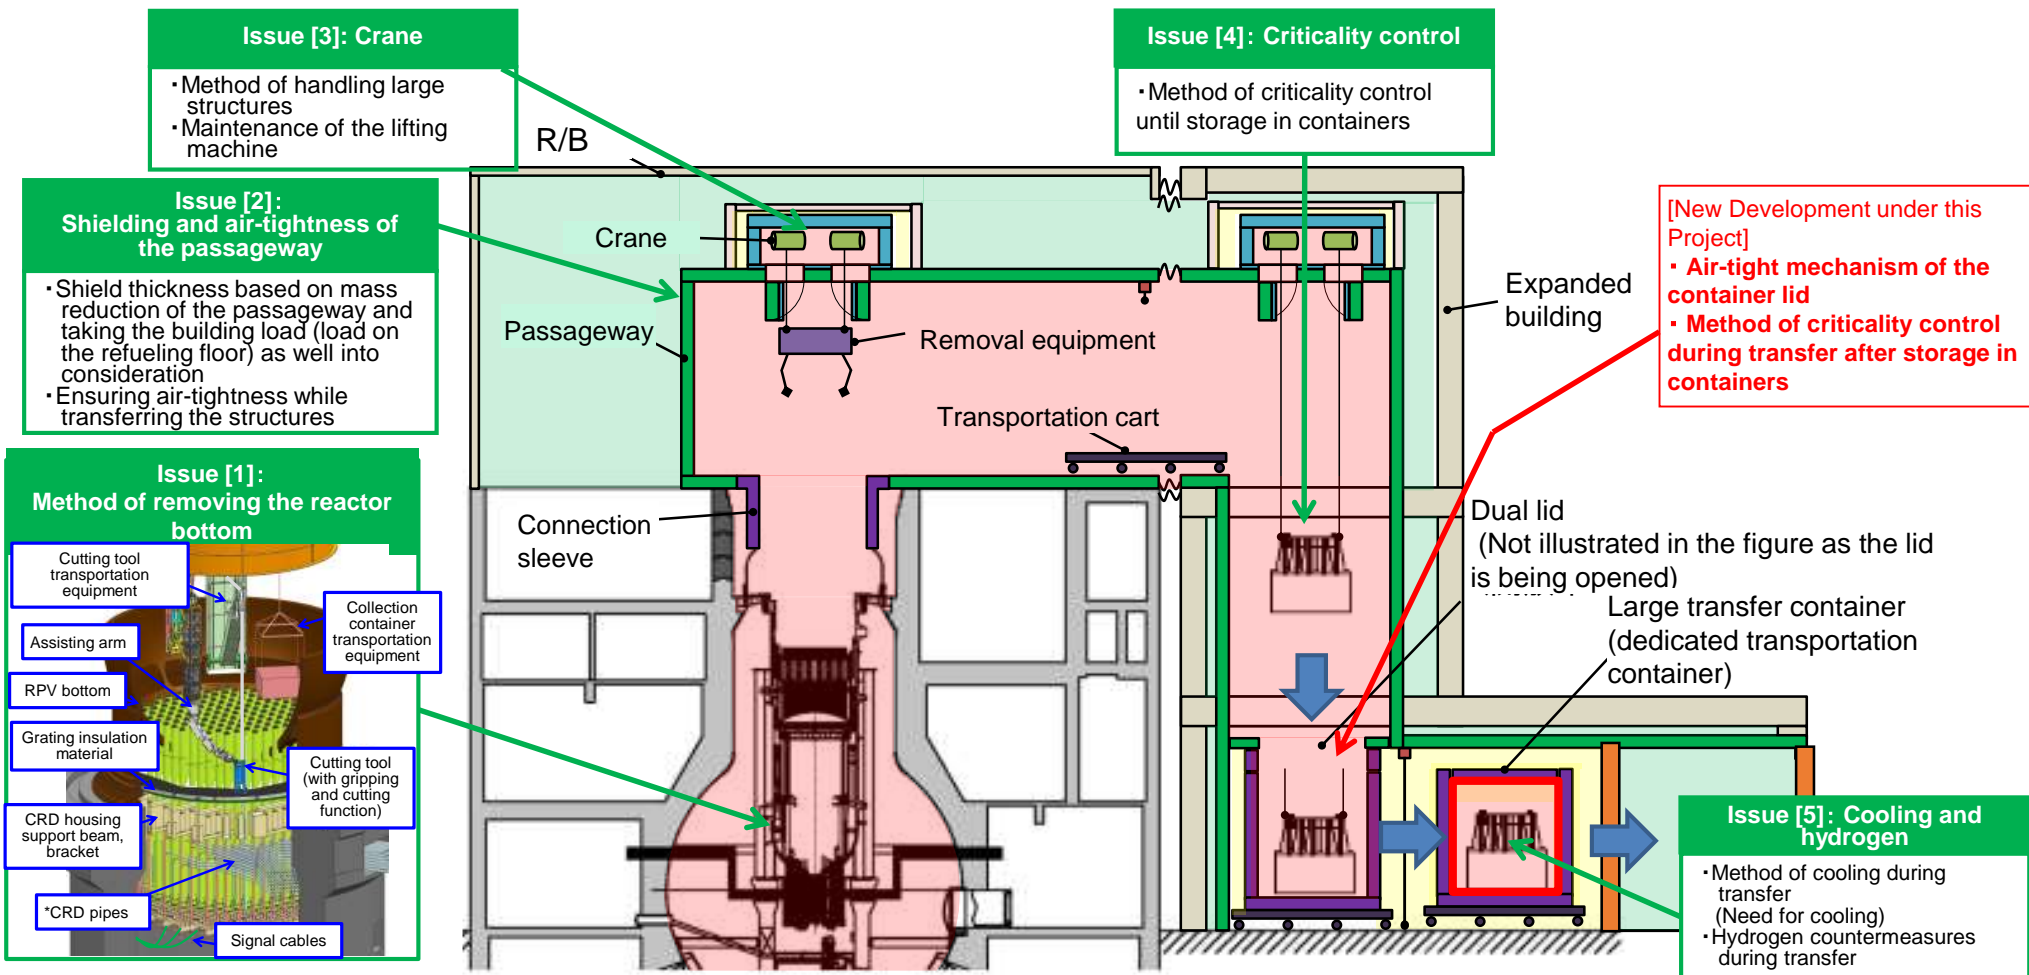 Issue [3]: Crane
・Method of handling large
structures
・Maintenance of the lifting
machine
Issue [4]: Criticality control
・Method of criticality control
until storage in containers
R/B
Issue [2]:
Shielding and air-tightness of
the passageway
・Shield thickness based on mass
reduction of the passageway and
taking the building load (load on
the refueling floor) as well into
consideration
・Ensuring air-tightness while
transferring the structures
[New Development under this
Project]
・Air-tight mechanism of the
container lid
・Method of criticality control
during transfer after storage in
containers
Crane
Passageway
Removal equipment
Expanded
building
Transportation cart
Connection
sleeve
Dual lid
(Not illustrated in the figure as the lid
is being opened)
Large transfer container
(dedicated transportation
container)
Issue [1]:
Method of removing the reactor
bottom
Cutting tool
transportation
equipment
Collection
container
transportation
equipment
Assisting arm
RPV bottom
Grating insulation
material
Cutting tool
(with gripping
and cutting
function)
CRD housing
support beam,
bracket
*CRD pipes
Signal cables
Issue [5]: Cooling and
hydrogen
・Method of cooling during
transfer
(Need for cooling)
・Hydrogen countermeasures
during transfer